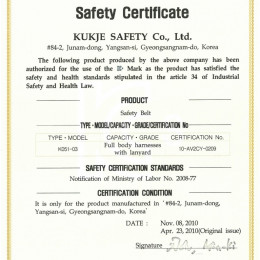 Safety Certificate
KUKJE SAFETY Co., Ltd.
#84-2, Junam-dong, Yangsan-si, Gyeongsangnam-do, Korea
The following product produced by the above company has been
authorized for the use of the Mark as the product has satisfied the
safety and health standards stipulated in the article 34 of Industrial
Safety and Health Law.
PRODUCT
Safety Belt
TYPE·MODEL/CAPACITY·GRADE/CERTIFICATION No
TYPE·MODEL CAPACITY·GRADE CERTIFICATION No.
K051-03 Full body harnesses with lanyard 10-AV2CY-0209
SAFETY CERTIFICATION STANDARDS
Notification of Ministry of Labor No. 2008-77
CERTIFICATION CONDITION
It is only for the product manufactured in '#84-2, Junam-dong,
Yangsan-si, Gyeongsangnam-do, Korea'
DATE : Nov. 08, 2010
Apr. 23, 2010(Original issue)
Signature